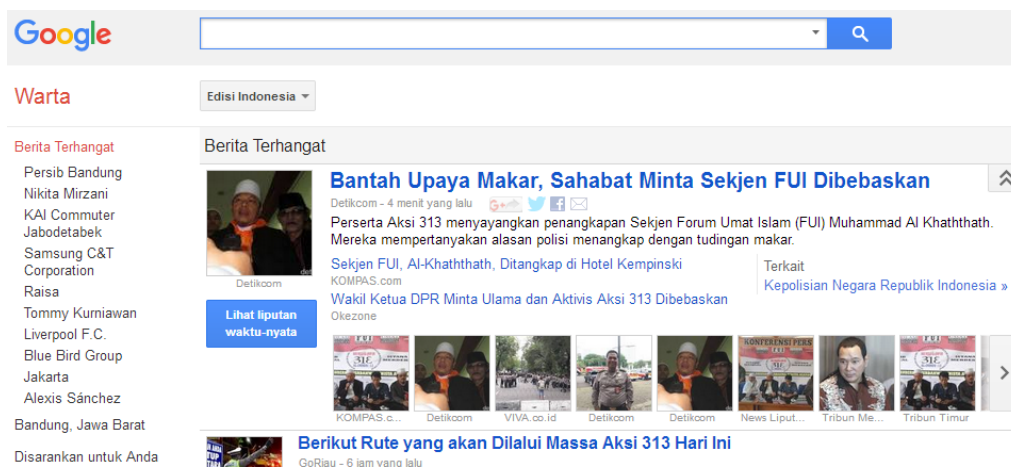 Google
Warta
Edisi Indonesia
Berita Terhangat
Persib Bandung
Nikita Mirzani
KAI Commuter
Jabodetabek
Samsung C&T
Corporation
Raisa
Tommy Kurniawan
Liverpool F.C.
Blue Bird Group
Jakarta
Alexis Sánchez
Bandung, Jawa Barat
Disarankan untuk Anda
Berita Terhangat
Detikcom
Lihat liputan
waktu-nyata
Bantah Upaya Makar, Sahabat Minta Sekjen FUI Dibebaskan
Detikcom - 4 menit yang lalu
Perserta Aksi 313 menyayangkan penangkapan Sekjen Forum Umat Islam (FUI) Muhammad Al Khaththath.
Mereka mempertanyakan alasan polisi menangkap dengan tudingan makar.
Sekjen FUI, Al-Khaththath, Ditangkap di Hotel Kempinski
KOMPAS.com
Wakil Ketua DPR Minta Ulama dan Aktivis Aksi 313 Dibebaskan
Okezone
Terkait
Kepolisian Negara Republik Indonesia »
KONFERENSI PERS
313
KOMPAS.c...
Detikcom
VIVA.co.id
Detikcom
Detikcom
News Liput...
Tribun Me...
Tribun Timur
Berikut Rute yang akan Dilalui Massa Aksi 313 Hari Ini
GoRiau - 6 jam yang lalu